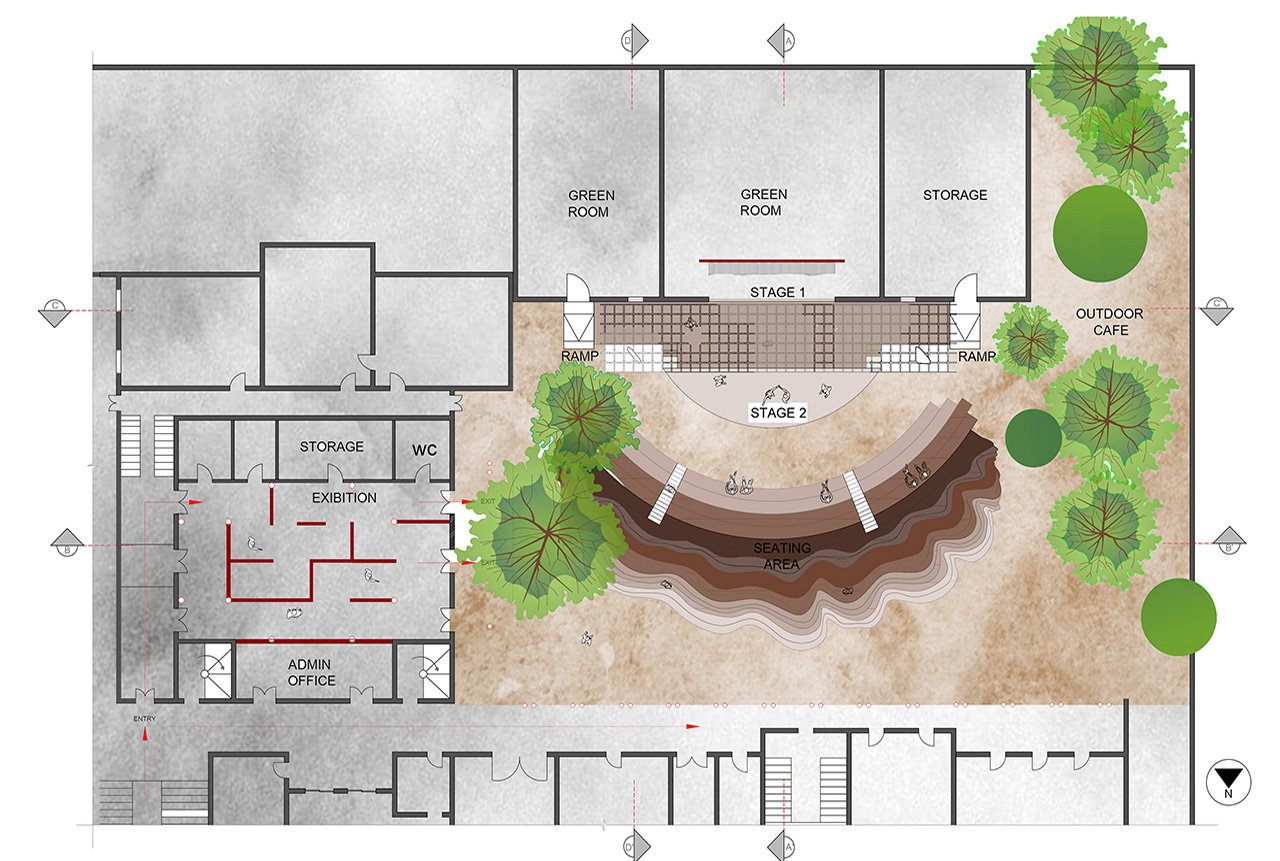 D
A
GREEN
ROOM
GREEN
ROOM
STORAGE
C
STAGE 1
C'
OUTDOOR
CAFE
RAMP
RAMP
STAGE 2
STORAGE
WC
EXIBITION
EXIT
B
B'
SEATING
AREA
EXIT
ADMIN
OFFICE
ENTRY
N
D'
A'